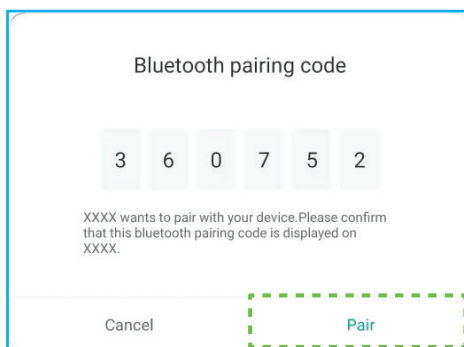 Bluetooth pairing code
3 6 0 7 5 2
XXXX wants to pair with your device.Please confirm
that this bluetooth pairing code is displayed on
XXXX.
Cancel Pair